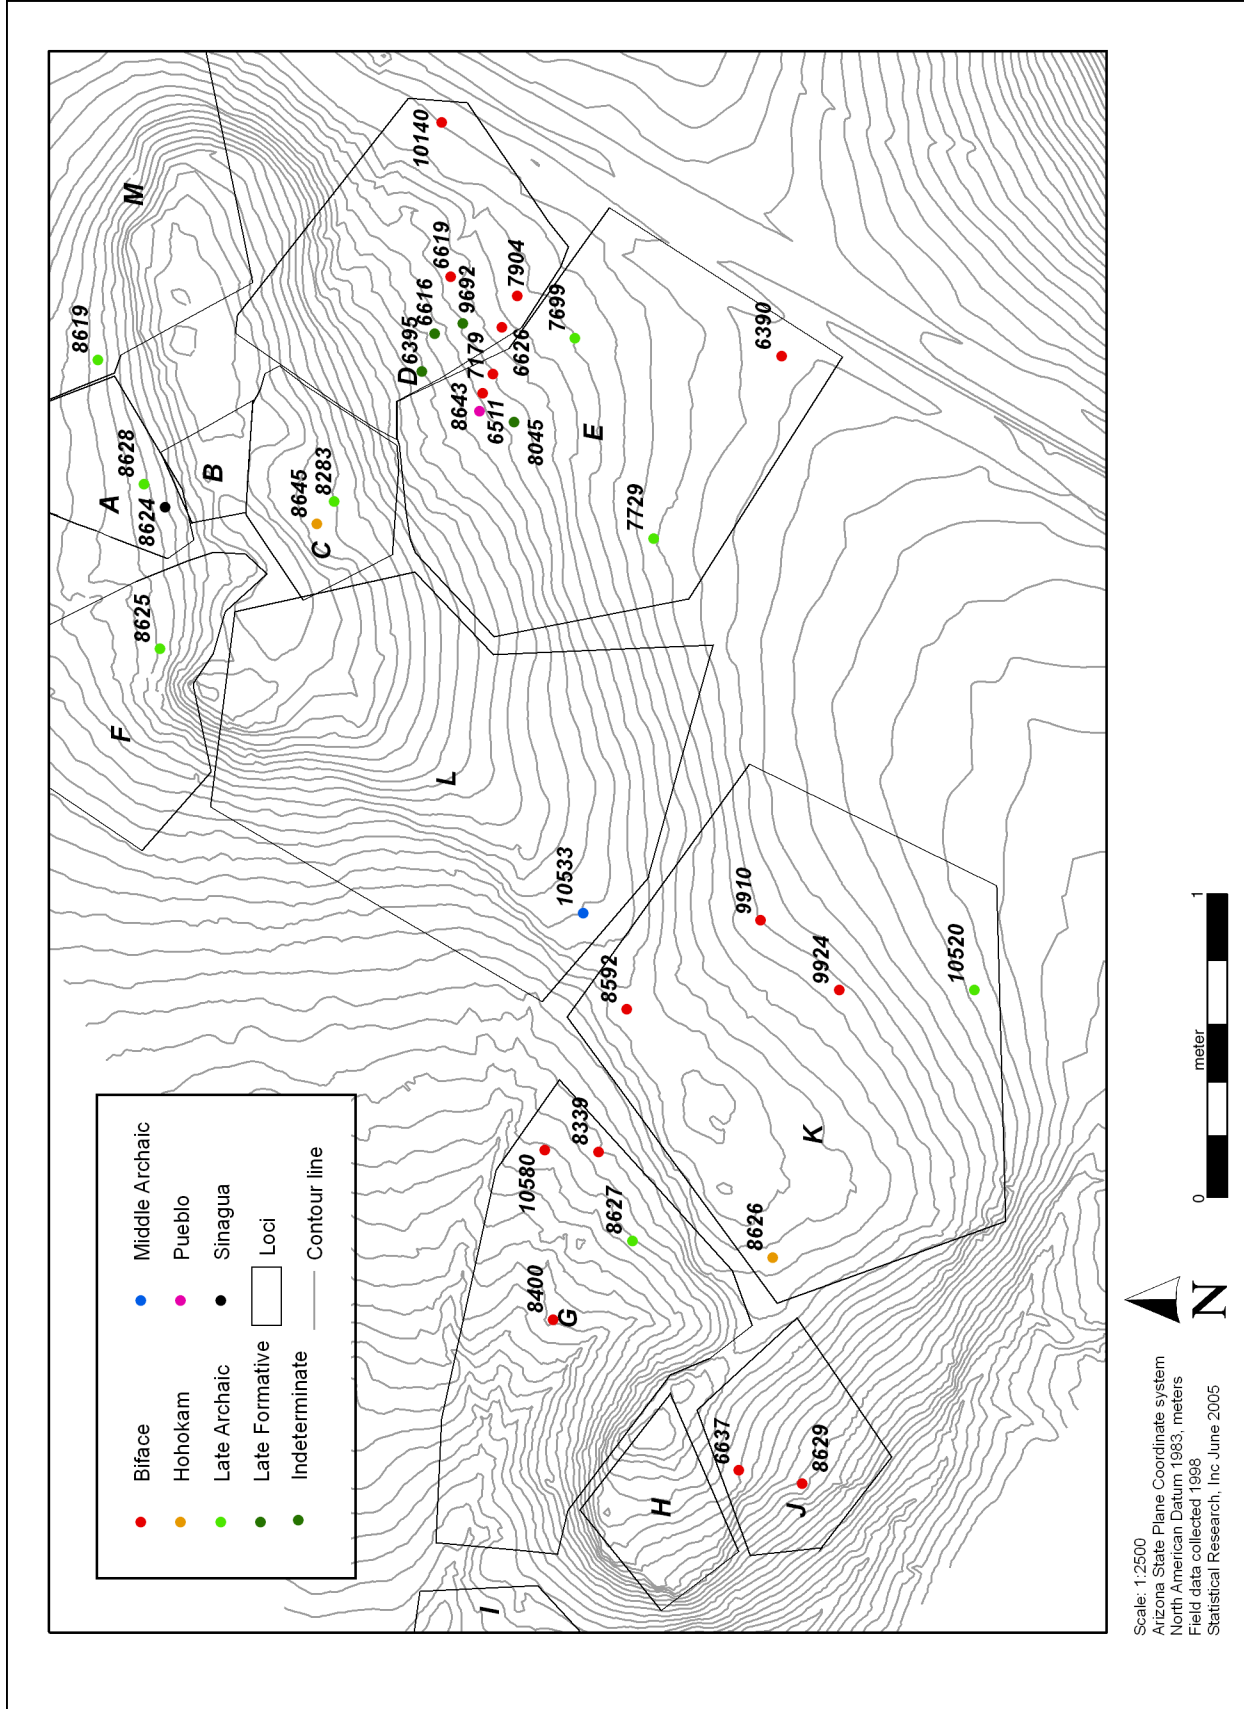 Biface
Hohokam
Late Archaic
Late Formative
Indeterminate
Middle Archaic
Pueblo
Sinagua
Loci
Contour line
M
8619
A
8628
8624
B
8625
F
8645
8283
C
10140
6619
9692
7904
6616
D
6395
7179
6626
7699
8643
6511
8045
E
6390
7729
L
10533
8592
9910
9924
10520
K
8626
10580
8339
8627
8400
G
H
6637
8629
J
I
0
meter
1
N
Scale: 1:2500
Arizona State Plane Coordinate system
North American Datum 1983, meters
Field data collected 1998
Statistical Research, Inc June 2005